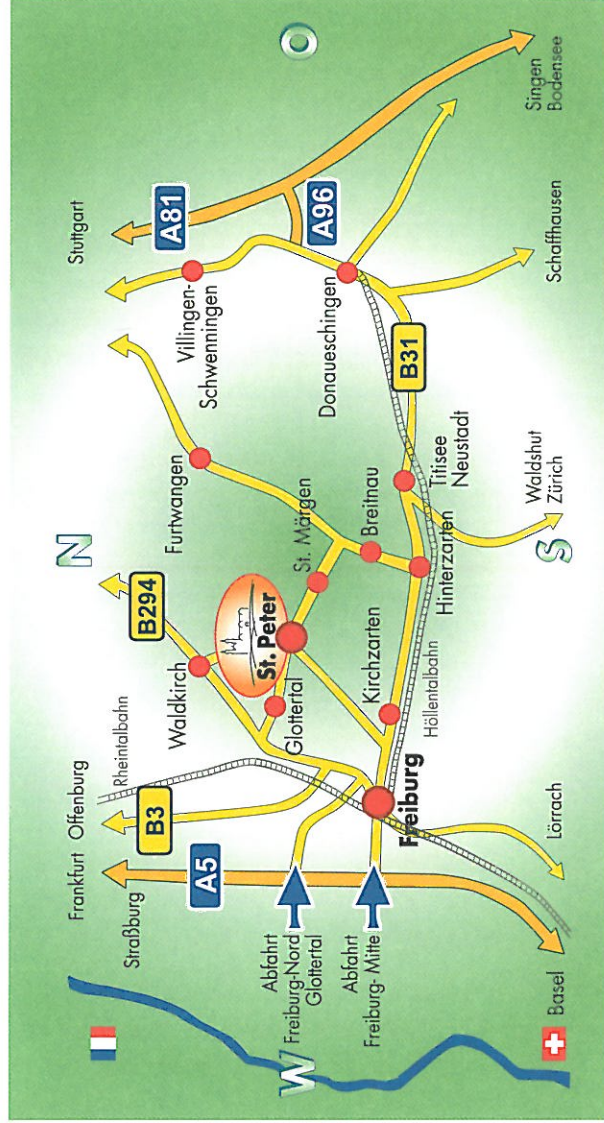 N
O
S
W
Frankfurt
Offenburg
Straßburg
Stuttgart
Rheintalbahn
B3
A5
B294
A81
A96
B31
Waldkirch
Furtwangen
Villingen-
Schwenningen
St. Peter
St. Märgen
Glottertal
Breitnau
Donaueschingen
Abfahrt
Freiburg-Nord
Glottertal
Abfahrt
Freiburg- Mitte
Freiburg
Kirchzarten
Höllentalbahn
Hinterzarten
Titisee
Neustadt
Basel
Lörrach
Waldshut
Zürich
Schaffhausen
Singen
Bodensee